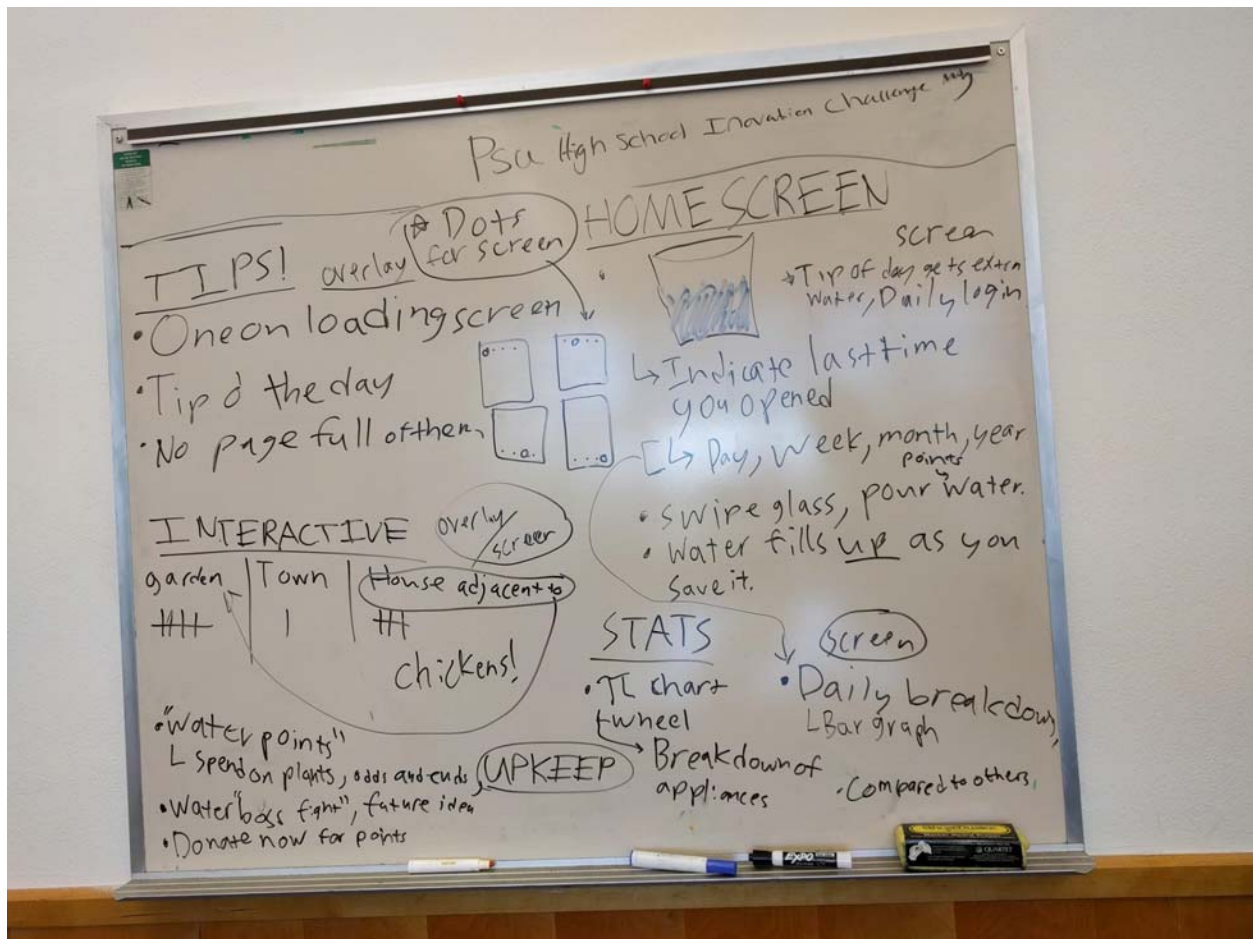 Psu High School Inovation Challenge
* Dots
for screen
TIPS!
overlay
• One on loading screen
• Tip o' the day
• No page full of them
HOME SCREEN
screen
Tip of day gets extra
water, Daily login
↳ Indicate last time
you opened
[↳ Day, week, month, year
points
• swipe glass, pour water.
• water fills up as you
save it.
INTERACTIVE
overlay/
screen
garden | Town | House adjacent to
chickens!
• "water points"
└ spend on plants, odds and ends, UPKEEP
• Water "boss fight", future idea
• Donate now for points
STATS
• π chart
wheel
→ Breakdown of
appliances
screen
• Daily breakdown,
└ Bar graph
• Compared to others
EXPO
QUARTET